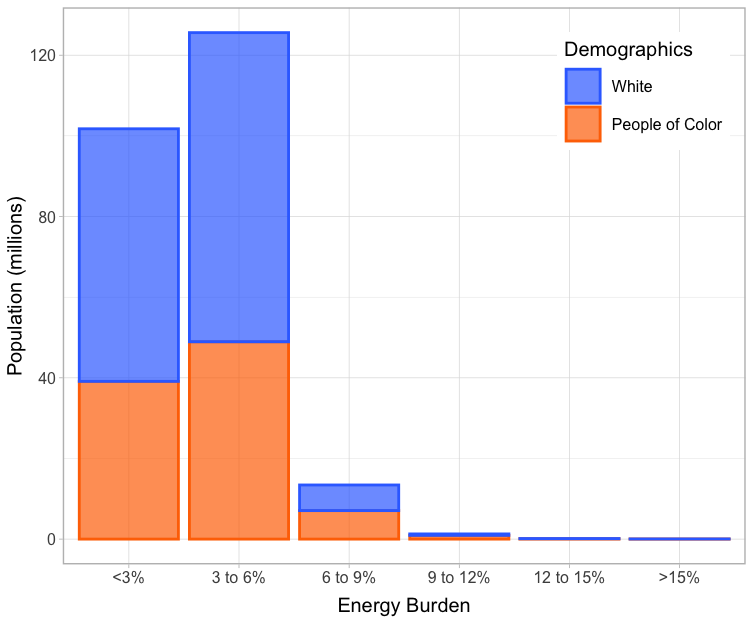 Demographics
White
People of Color
Population (millions)
120
80
40
0
<3%
3 to 6%
6 to 9%
9 to 12%
12 to 15%
>15%
Energy Burden